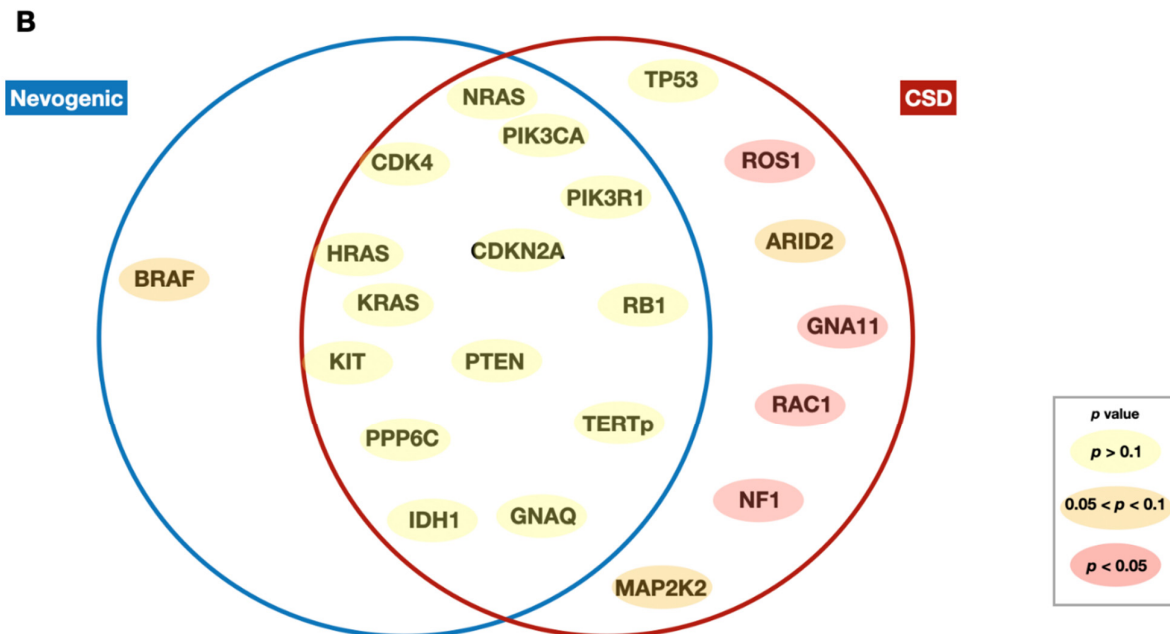 B
Nevogenic
CSD
NRAS
TP53
PIK3CA
CDK4
ROS1
PIK3R1
HRAS
CDKN2A
ARID2
BRAF
KRAS
RB1
GNA11
KIT
PTEN
RAC1
PPP6C
TERTp
NF1
IDH1
GNAQ
MAP2K2
p value
p > 0.1
0.05 < p < 0.1
p < 0.05